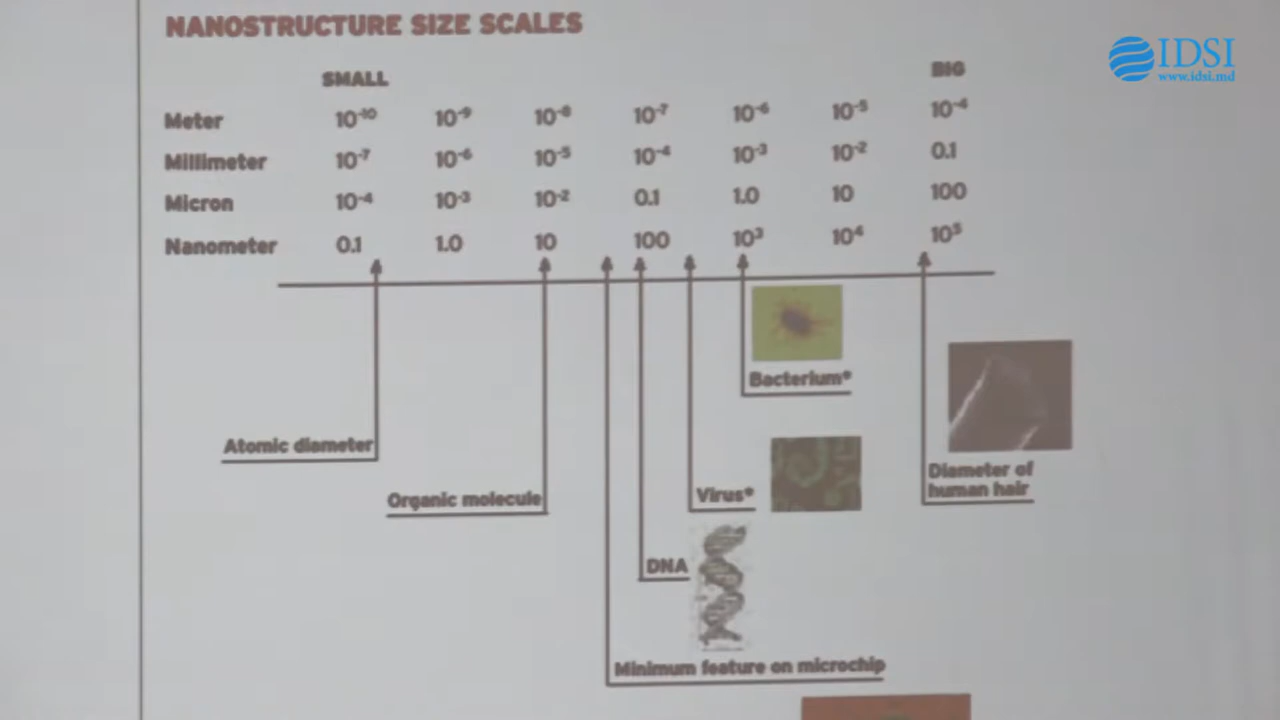 NANOSTRUCTURE SIZE SCALES
IDSI
www.idsi.md
SMALL BIG
Meter 10⁻¹⁰ 10⁻⁹ 10⁻⁸ 10⁻⁷ 10⁻⁶ 10⁻⁵ 10⁻⁴
Millimeter 10⁻⁷ 10⁻⁶ 10⁻⁵ 10⁻⁴ 10⁻³ 10⁻² 0.1
Micron 10⁻⁴ 10⁻³ 10⁻² 0.1 1.0 10 100
Nanometer 0.1 1.0 10 100 10³ 10⁴ 10⁵
Bacterium*
Atomic diameter
Diameter of
human hair
Organic molecule
Virus*
DNA
Minimum feature on microchip